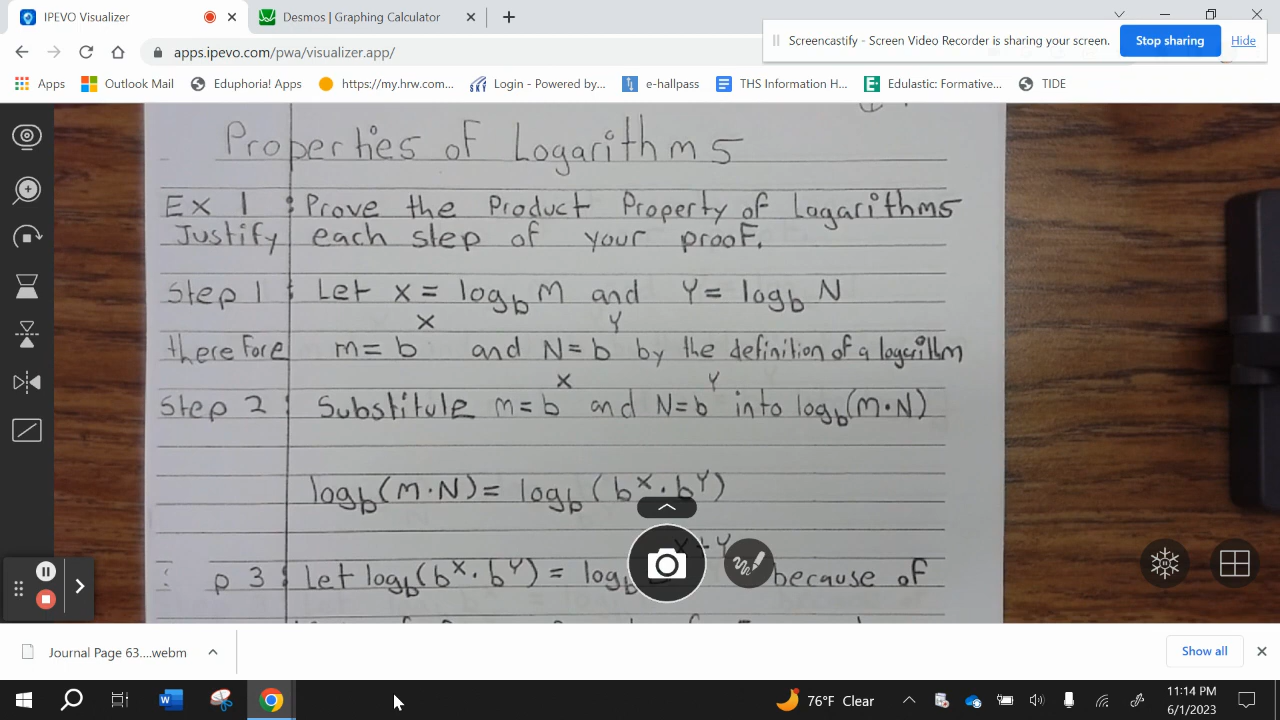 IPEVO Visualizer
Desmos | Graphing Calculator
apps.ipevo.com/pwa/visualizer.app/
Screencastify - Screen Video Recorder is sharing your screen.
Stop sharing
Hide
Apps
Outlook Mail
Eduphoria! Apps
https://my.hrw.com...
Login - Powered by...
e-hallpass
THS Information H...
Edulastic: Formative...
TIDE
Properties of Logarithms
Ex 1 : Prove the Product Property of Logarithms
Justify each step of your proof.
Step 1 : Let x = log_b M and Y = log_b N
therefore m = b^x and N = b^Y by the definition of a logarithm
Step 2 : Substitute m = b^x and N = b^Y into log_b(m·N)
log_b(m·N) = log_b(b^x·b^Y)
p 3 : Let log_b(b^x·b^Y) = log_b x+Y because of
Journal Page 63....webm
Show all
76°F Clear
11:14 PM
6/1/2023